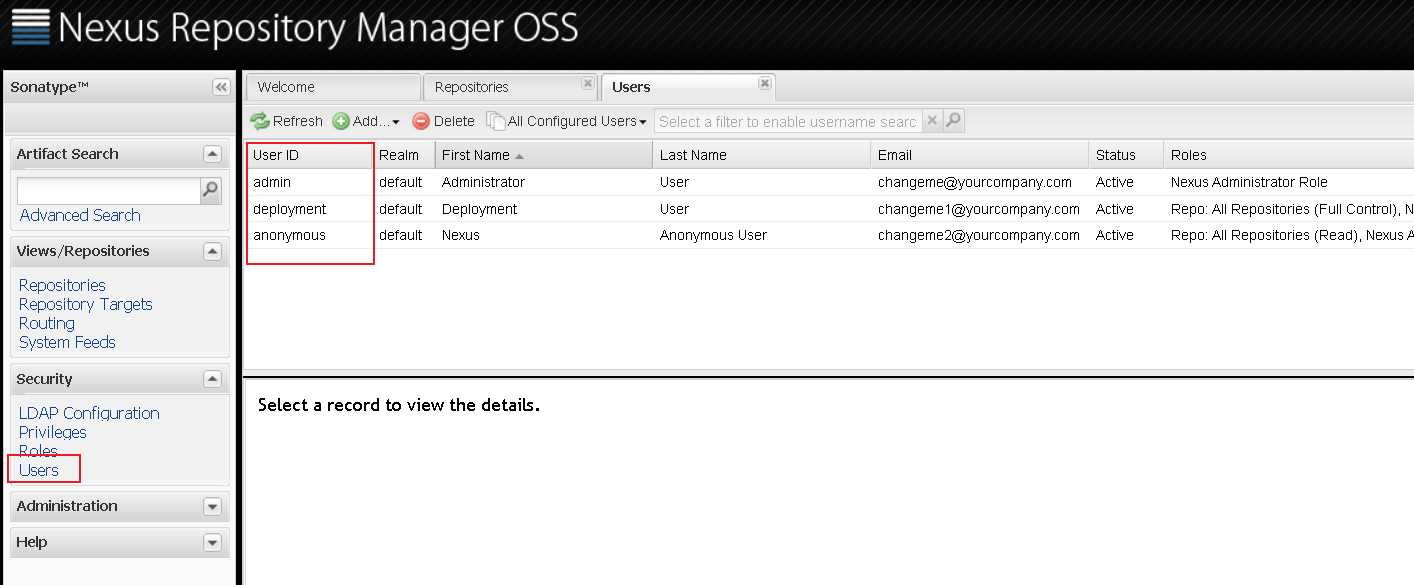 Nexus Repository Manager OSS
Sonatype™
Welcome Repositories Users
Refresh Add... Delete All Configured Users Select a filter to enable username searc
Artifact Search
Advanced Search
Views/Repositories
Repositories
Repository Targets
Routing
System Feeds
Security
LDAP Configuration
Privileges
Roles
Users
Administration
Help
User ID Realm First Name Last Name Email Status Roles
admin default Administrator User changeme@yourcompany.com Active Nexus Administrator Role
deployment default Deployment User changeme1@yourcompany.com Active Repo: All Repositories (Full Control), N
anonymous default Nexus Anonymous User changeme2@yourcompany.com Active Repo: All Repositories (Read), Nexus A
Select a record to view the details.